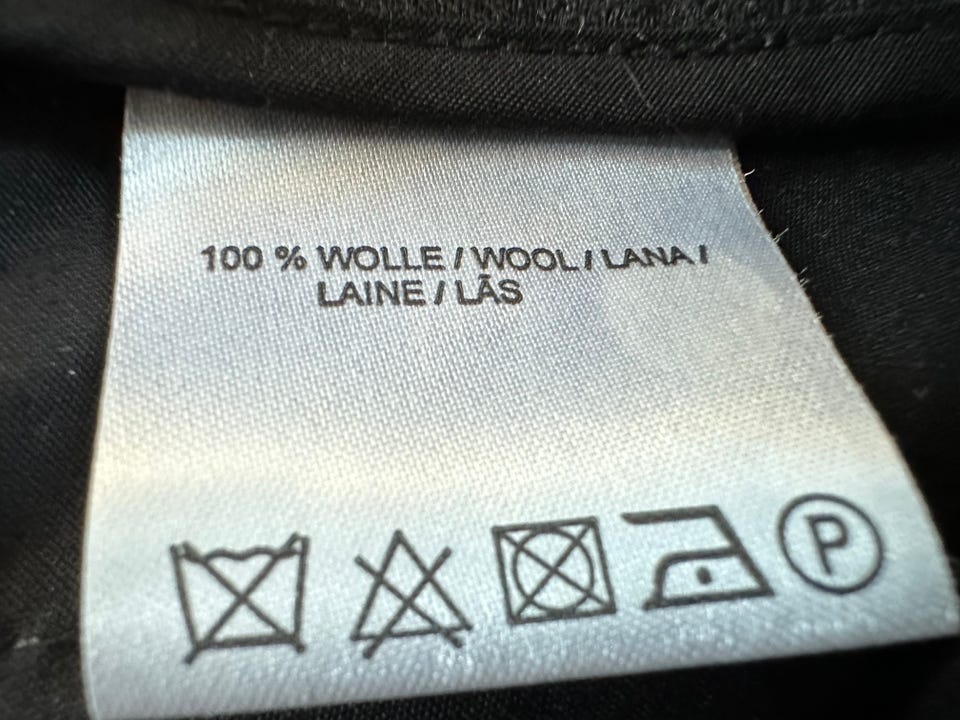 100 % WOLLE / WOOL / LANA /
LAINE / LÃS
P